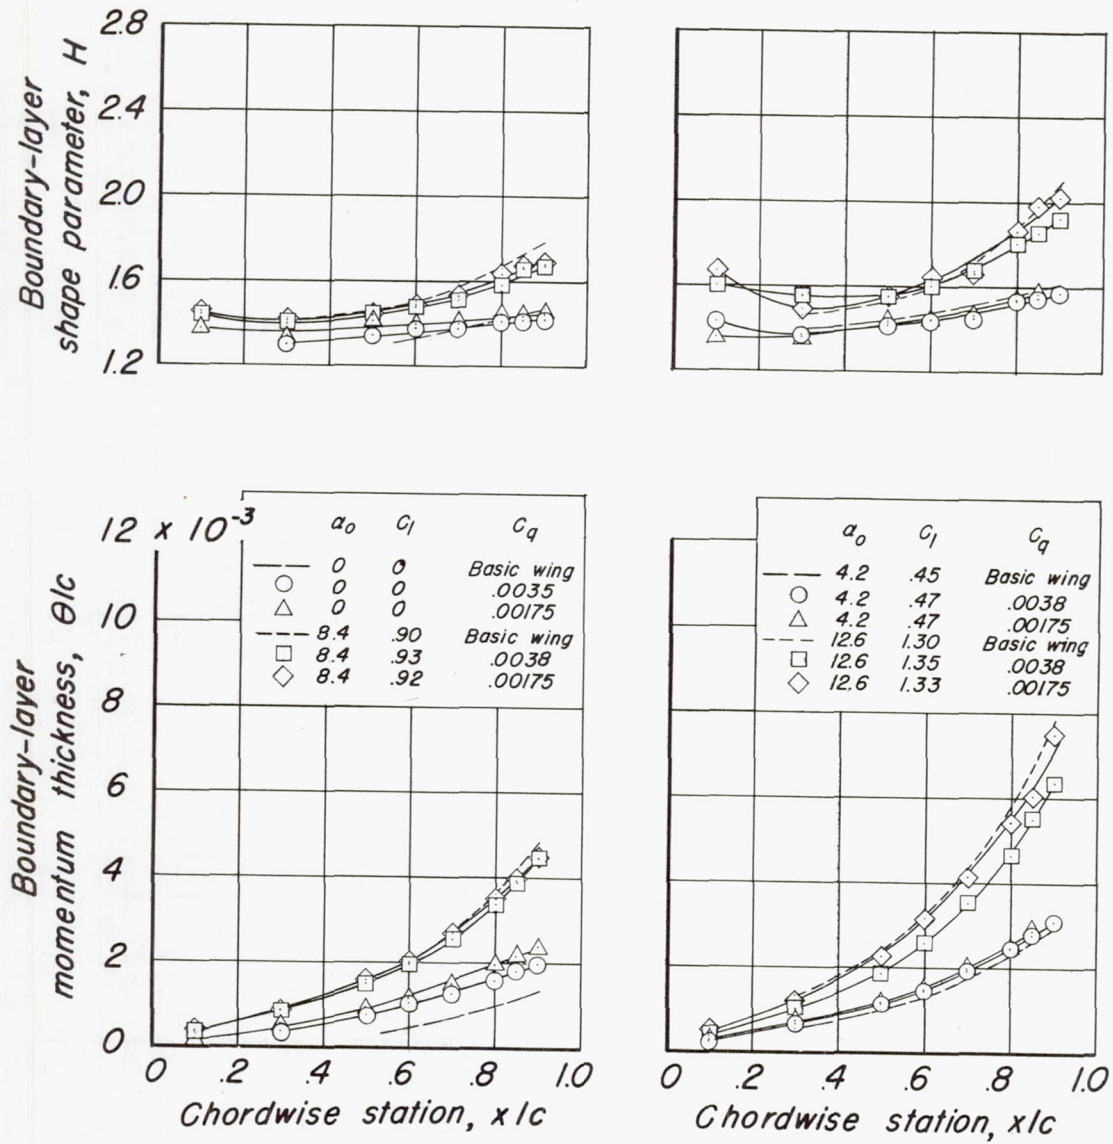 Boundary-layer
shape parameter, H
2.8
2.4
2.0
1.6
1.2
Boundary-layer
momentum thickness, θ/c
12 x 10⁻³
10
8
6
4
2
0
α₀ c_l C_q
0 0 Basic wing
0 0 .0035
0 0 .00175
8.4 .90 Basic wing
8.4 .93 .0038
8.4 .92 .00175
α₀ c_l C_q
4.2 .45 Basic wing
4.2 .47 .0038
4.2 .47 .00175
12.6 1.30 Basic wing
12.6 1.35 .0038
12.6 1.33 .00175
0 .2 .4 .6 .8 1.0
Chordwise station, x/c
0 .2 .4 .6 .8 1.0
Chordwise station, x/c